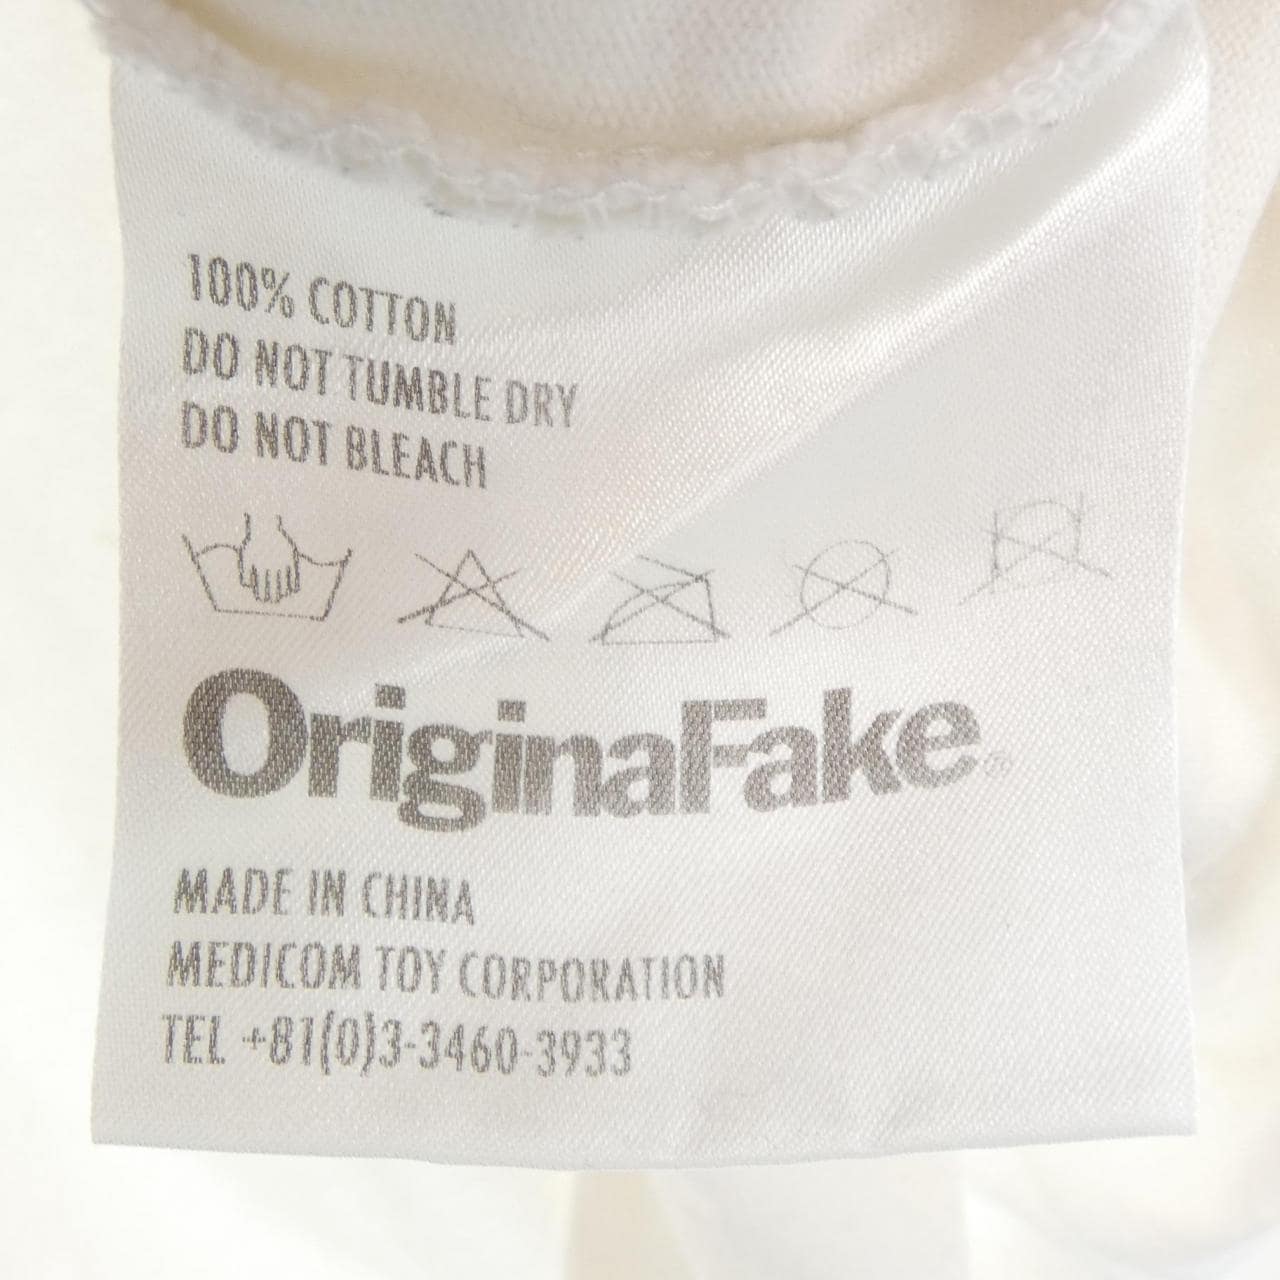 100% COTTON
DO NOT TUMBLE DRY
DO NOT BLEACH
OriginalFake®
MADE IN CHINA
MEDICOM TOY CORPORATION
TEL +81(0)3-3460-3933